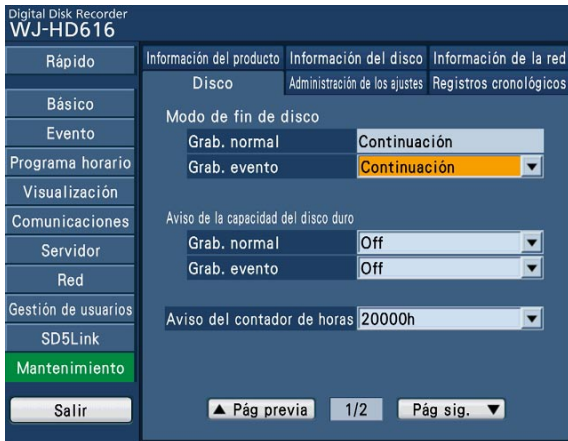 Digital Disk Recorder
WJ-HD616
Rápido
Básico
Evento
Programa horario
Visualización
Comunicaciones
Servidor
Red
Gestión de usuarios
SD5Link
Mantenimiento
Salir
Información del producto Información del disco Información de la red
Disco Administración de los ajustes Registros cronológicos
Modo de fin de disco
Grab. normal Continuación
Grab. evento Continuación
Aviso de la capacidad del disco duro
Grab. normal Off
Grab. evento Off
Aviso del contador de horas 20000h
▲ Pág previa 1/2 Pág sig. ▼